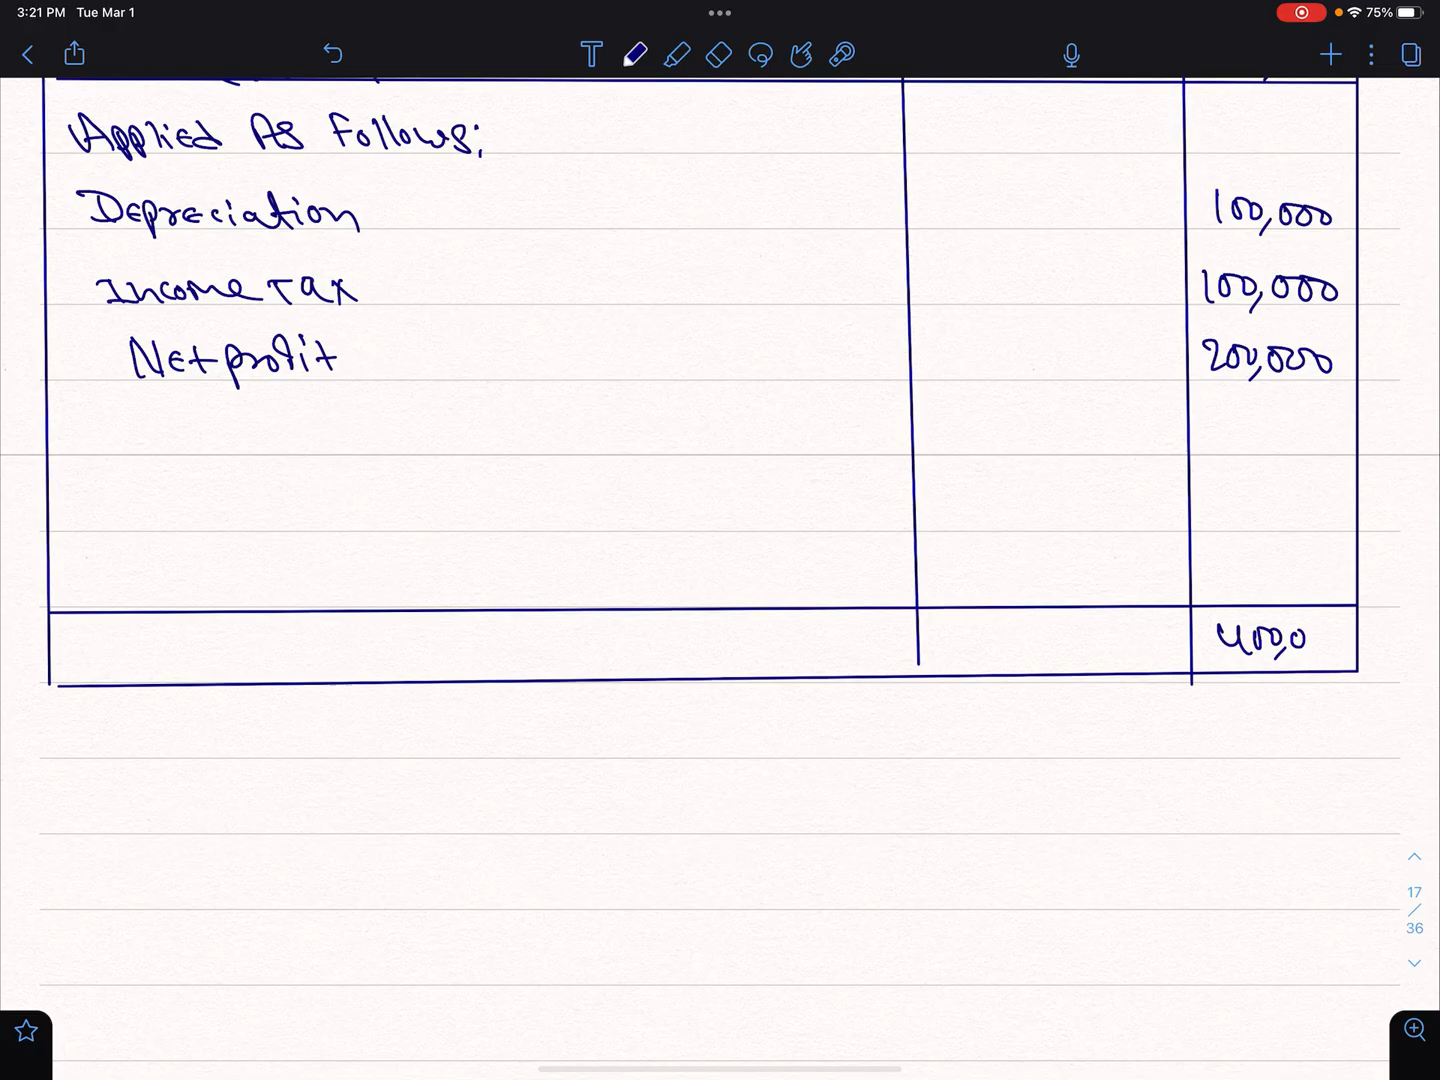 3:21 PM Tue Mar 1
75%
T
Applied As Follows:
Depreciation 100,000
Income Tax 100,000
Net profit 200,000
400,0
17
/
36